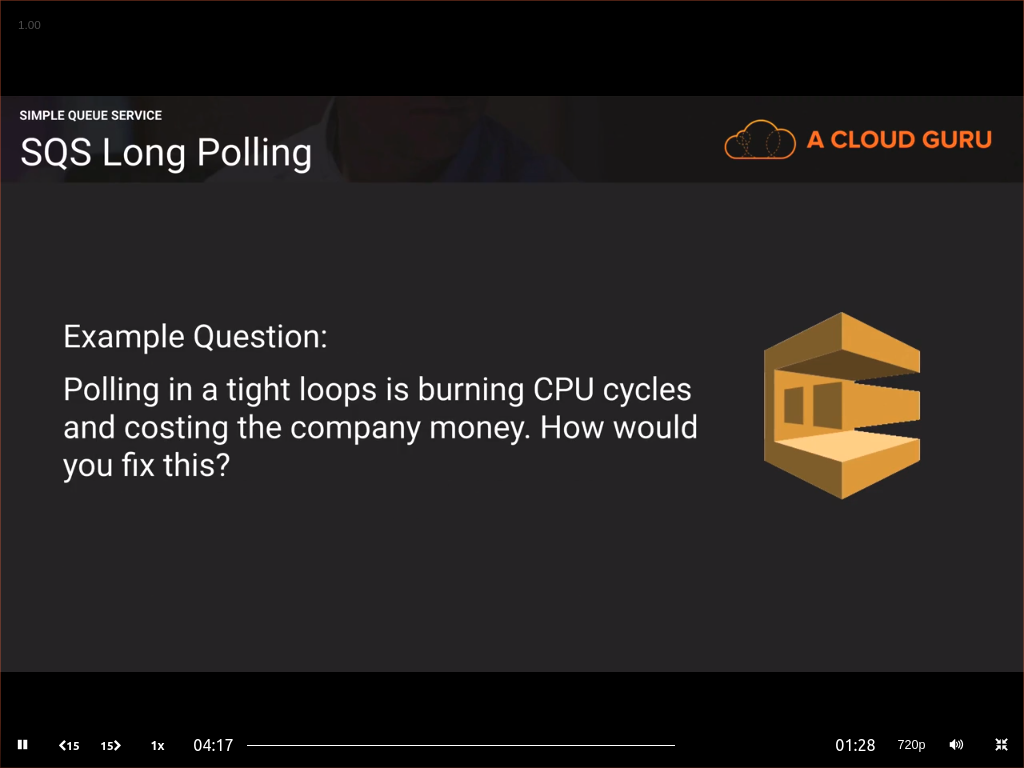 1.00
SIMPLE QUEUE SERVICE
SQS Long Polling
A CLOUD GURU
Example Question:
Polling in a tight loops is burning CPU cycles
and costing the company money. How would
you fix this?
15
15
1x
04:17
01:28
720p